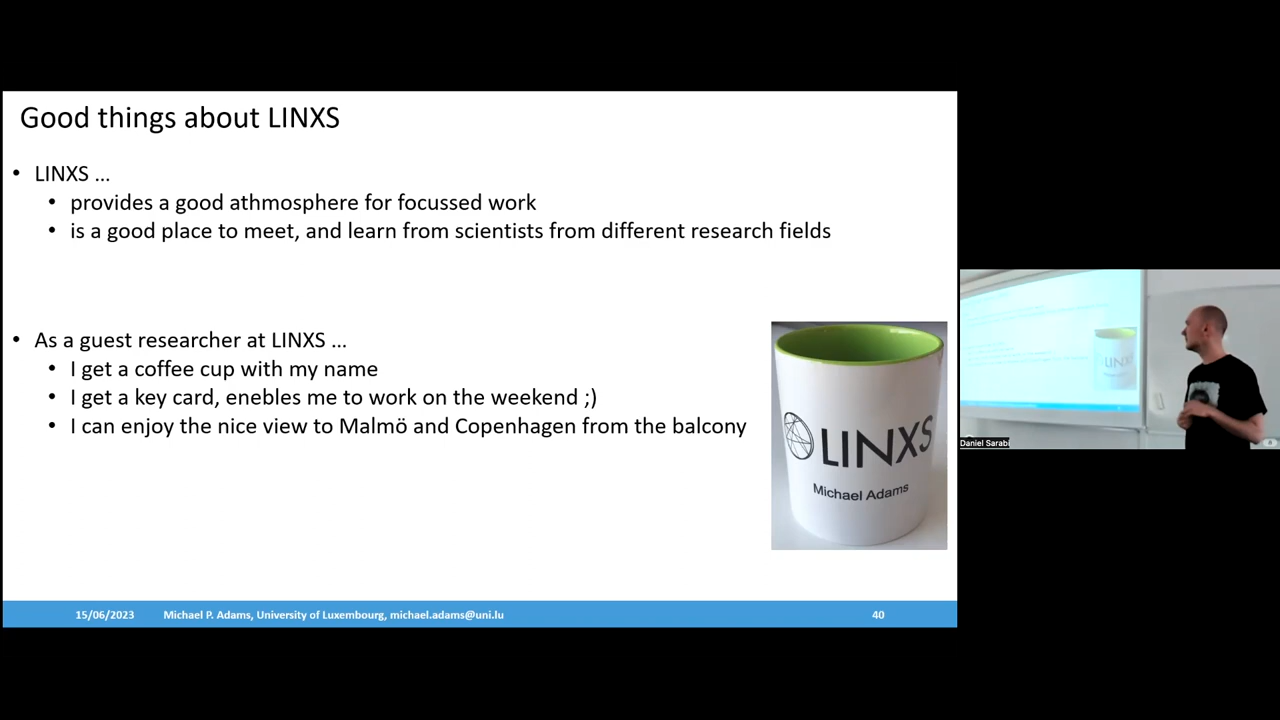 Good things about LINXS
• LINXS ...
• provides a good athmosphere for focussed work
• is a good place to meet, and learn from scientists from different research fields
• As a guest researcher at LINXS ...
• I get a coffee cup with my name
• I get a key card, enebles me to work on the weekend ;)
• I can enjoy the nice view to Malmö and Copenhagen from the balcony
LINXS
Michael Adams
15/06/2023 Michael P. Adams, University of Luxembourg, michael.adams@uni.lu 40
LINXS
Daniel Sarabi